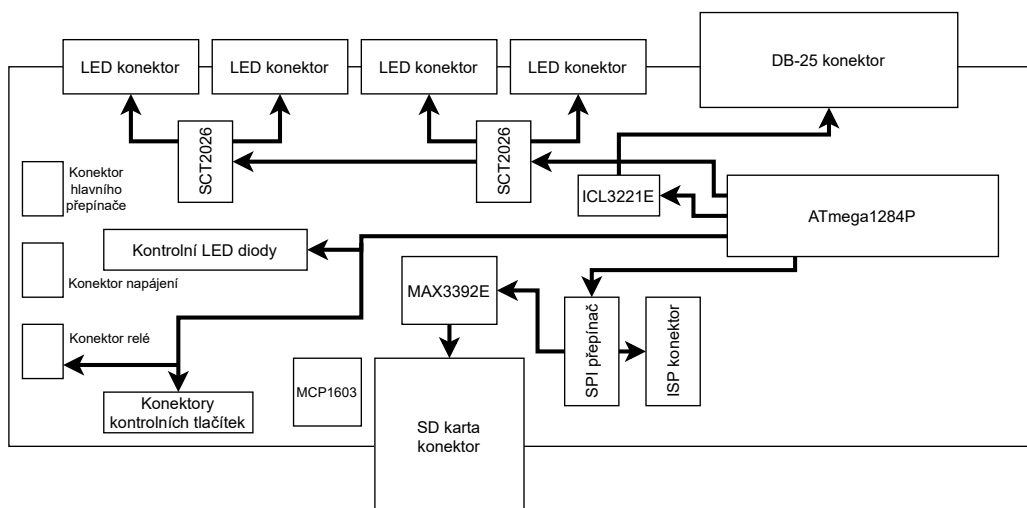 LED konektor
LED konektor
LED konektor
LED konektor
DB-25 konektor
SCT2026
SCT2026
Konektor
hlavního
přepínače
ICL3221E
ATmega1284P
Kontrolní LED diody
Konektor napájení
MAX3392E
Konektor relé
SPI přepínač
ISP konektor
MCP1603
Konektory
kontrolních tlačítek
SD karta
konektor